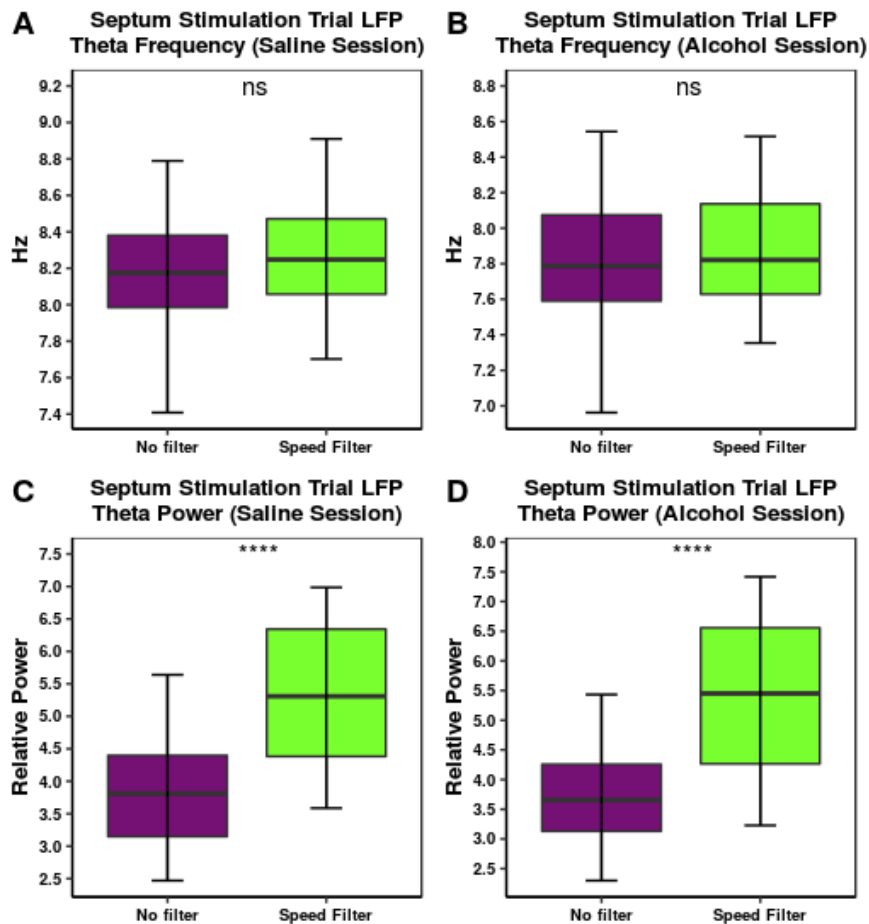 A
Septum Stimulation Trial LFP
Theta Frequency (Saline Session)
ns
Hz
9.2
9.0
8.8
8.6
8.4
8.2
8.0
7.8
7.6
7.4
No filter
Speed Filter
B
Septum Stimulation Trial LFP
Theta Frequency (Alcohol Session)
ns
Hz
8.8
8.6
8.4
8.2
8.0
7.8
7.6
7.4
7.2
7.0
No filter
Speed Filter
C
Septum Stimulation Trial LFP
Theta Power (Saline Session)
****
Relative Power
7.5
7.0
6.5
6.0
5.5
5.0
4.5
4.0
3.5
3.0
2.5
No filter
Speed Filter
D
Septum Stimulation Trial LFP
Theta Power (Alcohol Session)
****
Relative Power
8.0
7.5
7.0
6.5
6.0
5.5
5.0
4.5
4.0
3.5
3.0
2.5
No filter
Speed Filter